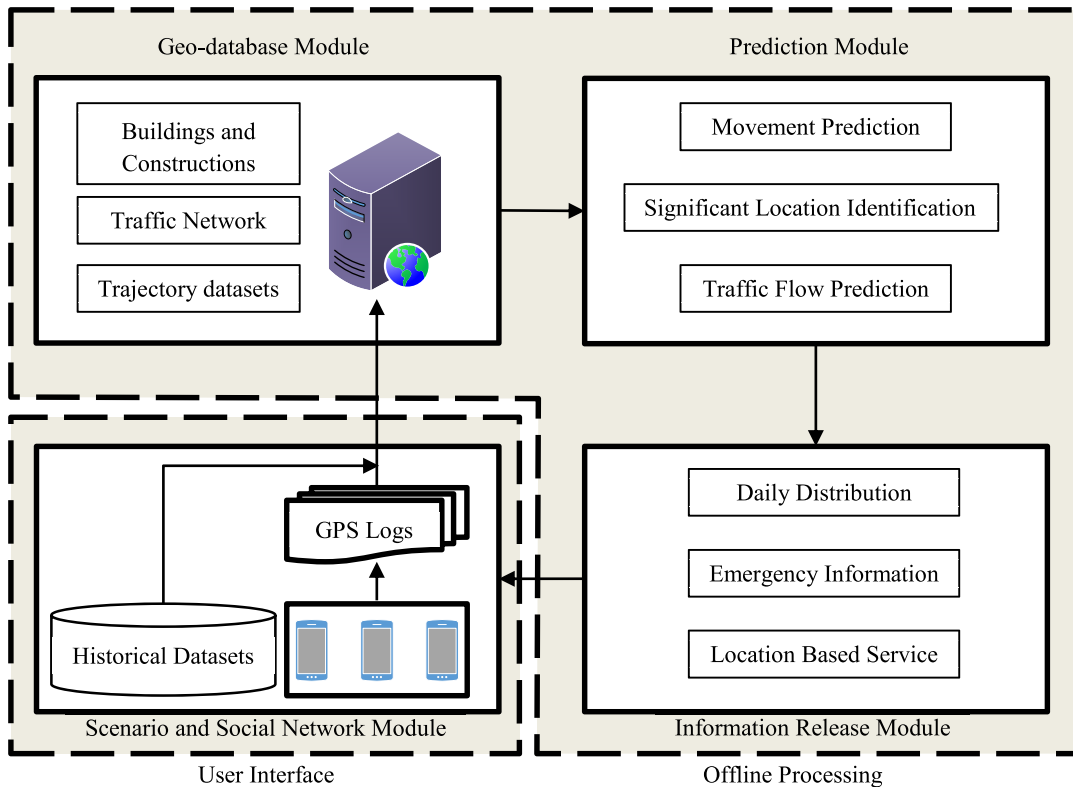 Geo-database Module
Buildings and
Constructions
Traffic Network
Trajectory datasets
Prediction Module
Movement Prediction
Significant Location Identification
Traffic Flow Prediction
GPS Logs
Historical Datasets
Scenario and Social Network Module
User Interface
Daily Distribution
Emergency Information
Location Based Service
Information Release Module
Offline Processing